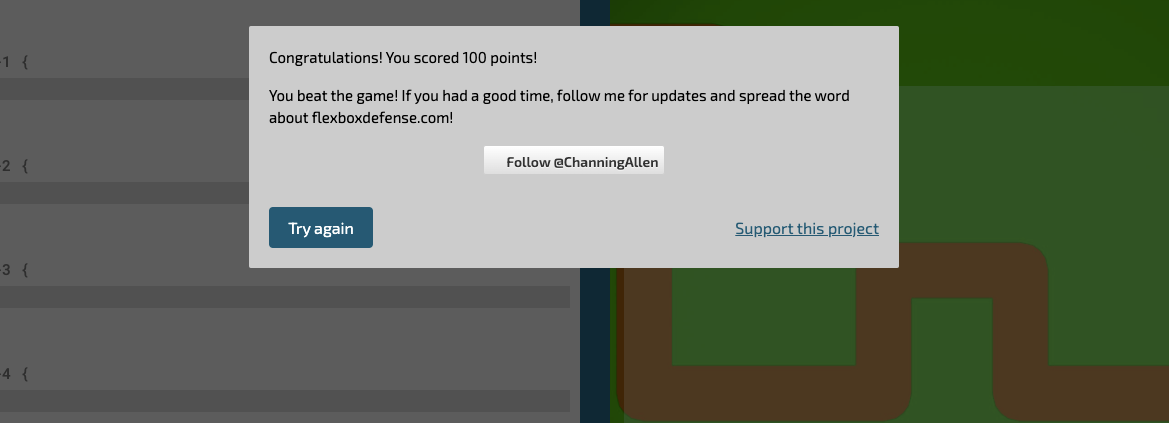 Congratulations! You scored 100 points!
You beat the game! If you had a good time, follow me for updates and spread the word
about flexboxdefense.com!
Follow @ChanningAllen
Try again
Support this project
-1 {
-2 {
-3 {
-4 {